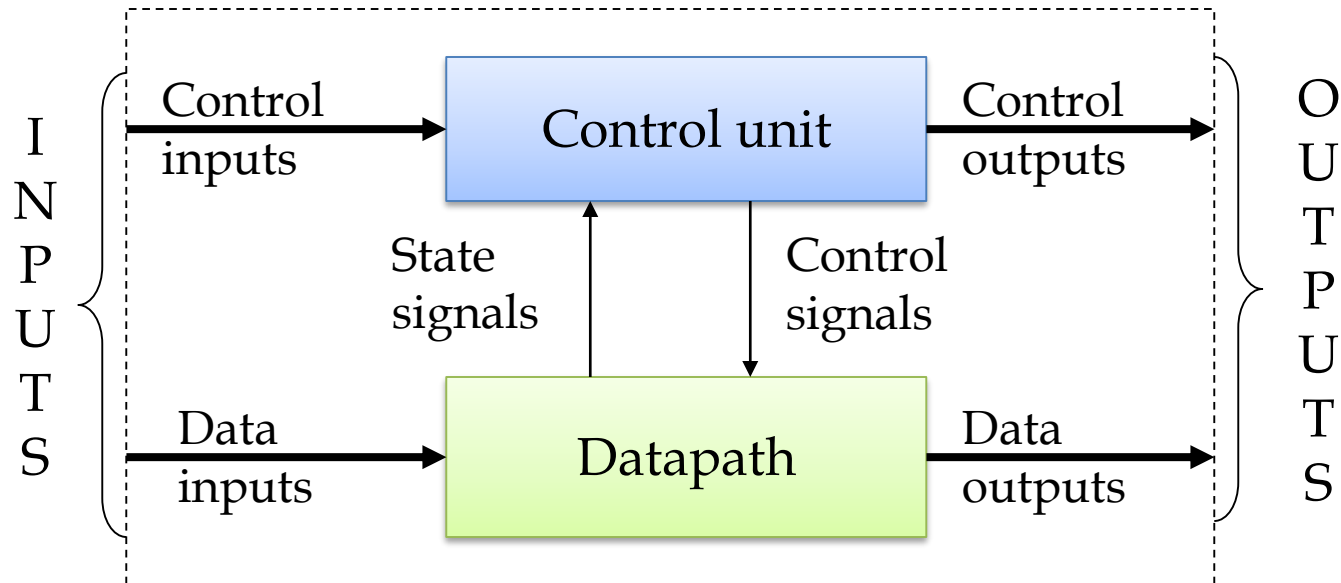 I
N
P
U
T
S
Control
inputs
Control unit
Control
outputs
State
signals
Control
signals
Data
inputs
Datapath
Data
outputs
O
U
T
P
U
T
S